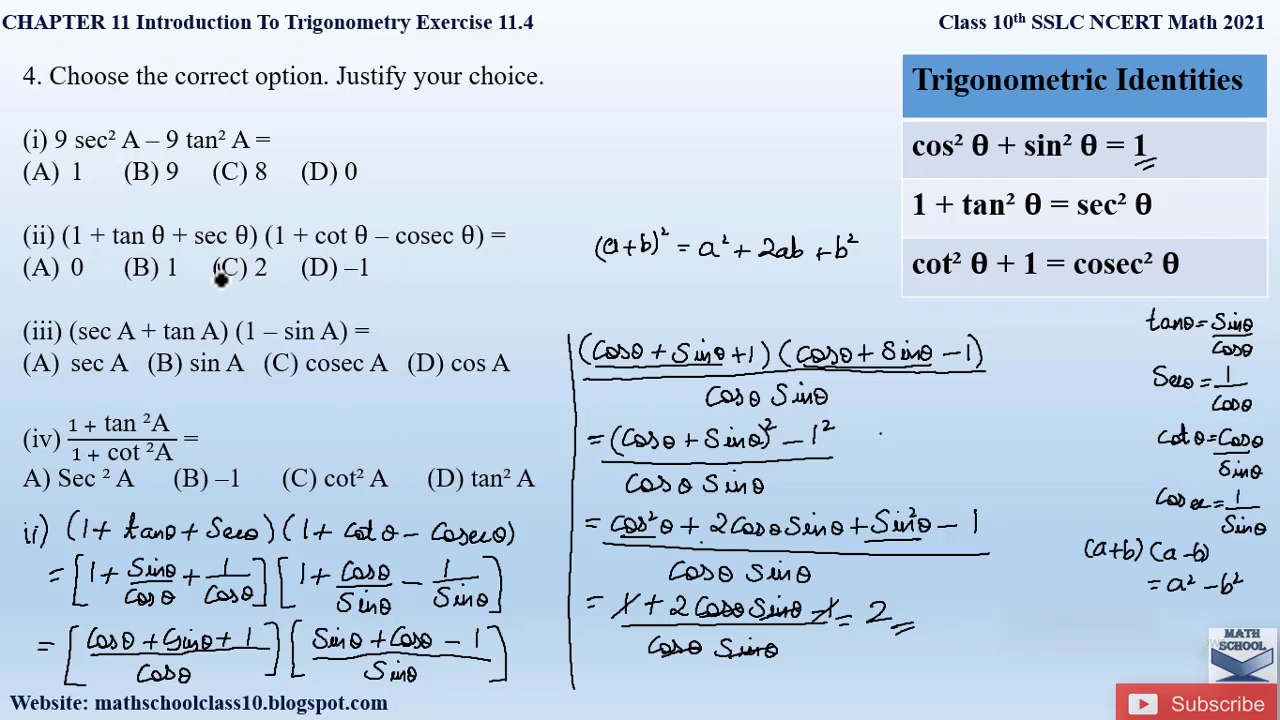 CHAPTER 11 Introduction To Trigonometry Exercise 11.4
Class 10th SSLC NCERT Math 2021
4. Choose the correct option. Justify your choice.
(i) 9 sec² A – 9 tan² A =
(A) 1 (B) 9 (C) 8 (D) 0
(ii) (1 + tan θ + sec θ) (1 + cot θ – cosec θ) =
(A) 0 (B) 1 (C) 2 (D) –1
(iii) (sec A + tan A) (1 – sin A) =
(A) sec A (B) sin A (C) cosec A (D) cos A
(iv) (1 + tan ²A)/(1 + cot ²A) =
A) Sec ² A (B) –1 (C) cot² A (D) tan² A
ii) (1 + tanθ + Secθ) (1 + cotθ – Cosecθ)
= [1 + Sinθ/Cosθ + 1/Cosθ] [1 + Cosθ/Sinθ – 1/Sinθ]
= [(Cosθ + Sinθ + 1)/Cosθ] [(Sinθ + Cosθ – 1)/Sinθ]
(a+b)² = a² + 2ab + b²
(Cosθ + Sinθ + 1) (Cosθ + Sinθ – 1)
Cosθ Sinθ
= (Cosθ + Sinθ)² – 1²
Cosθ Sinθ
= Cos²θ + 2CosθSinθ + Sin²θ – 1
Cosθ Sinθ
= 1 + 2CosθSinθ – 1 = 2
Cosθ Sinθ
Trigonometric Identities
cos² θ + sin² θ = 1
1 + tan² θ = sec² θ
cot² θ + 1 = cosec² θ
tanθ = Sinθ/Cosθ
Secθ = 1/Cosθ
Cotθ = Cosθ/Sinθ
Cosec = 1/Sinθ
(a+b) (a-b)
= a² – b²
MATH
SCHOOL
Website: mathschoolclass10.blogspot.com
Subscribe